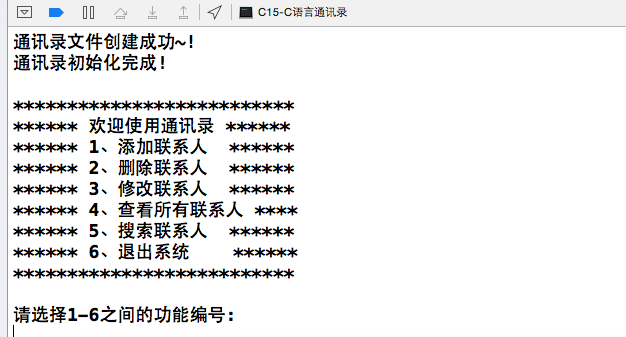 C15-C语言通讯录
通讯录文件创建成功~!
通讯录初始化完成!
**************************
****** 欢迎使用通讯录 ******
****** 1、添加联系人  ******
****** 2、删除联系人  ******
****** 3、修改联系人  ******
****** 4、查看所有联系人 ****
****** 5、搜索联系人  ******
****** 6、退出系统    ******
**************************
请选择1-6之间的功能编号: